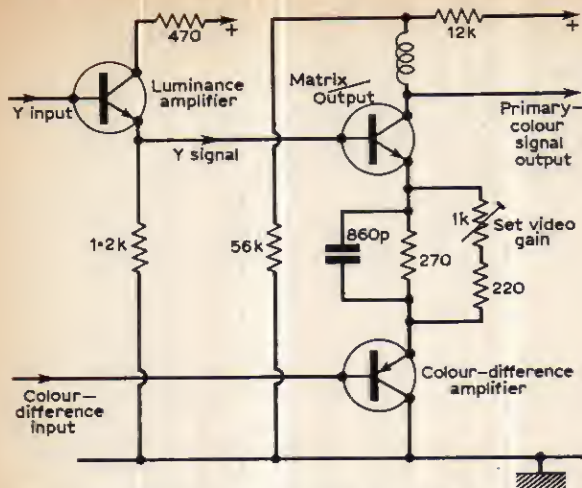 470
+
12k
+
Luminance
amplifier
Matrix
Output
Y input
Primary-
colour
signal
output
Y signal
1·2k
56k
860p
270
1k
Set video
gain
220
Colour-difference
amplifier
Colour-
difference
input